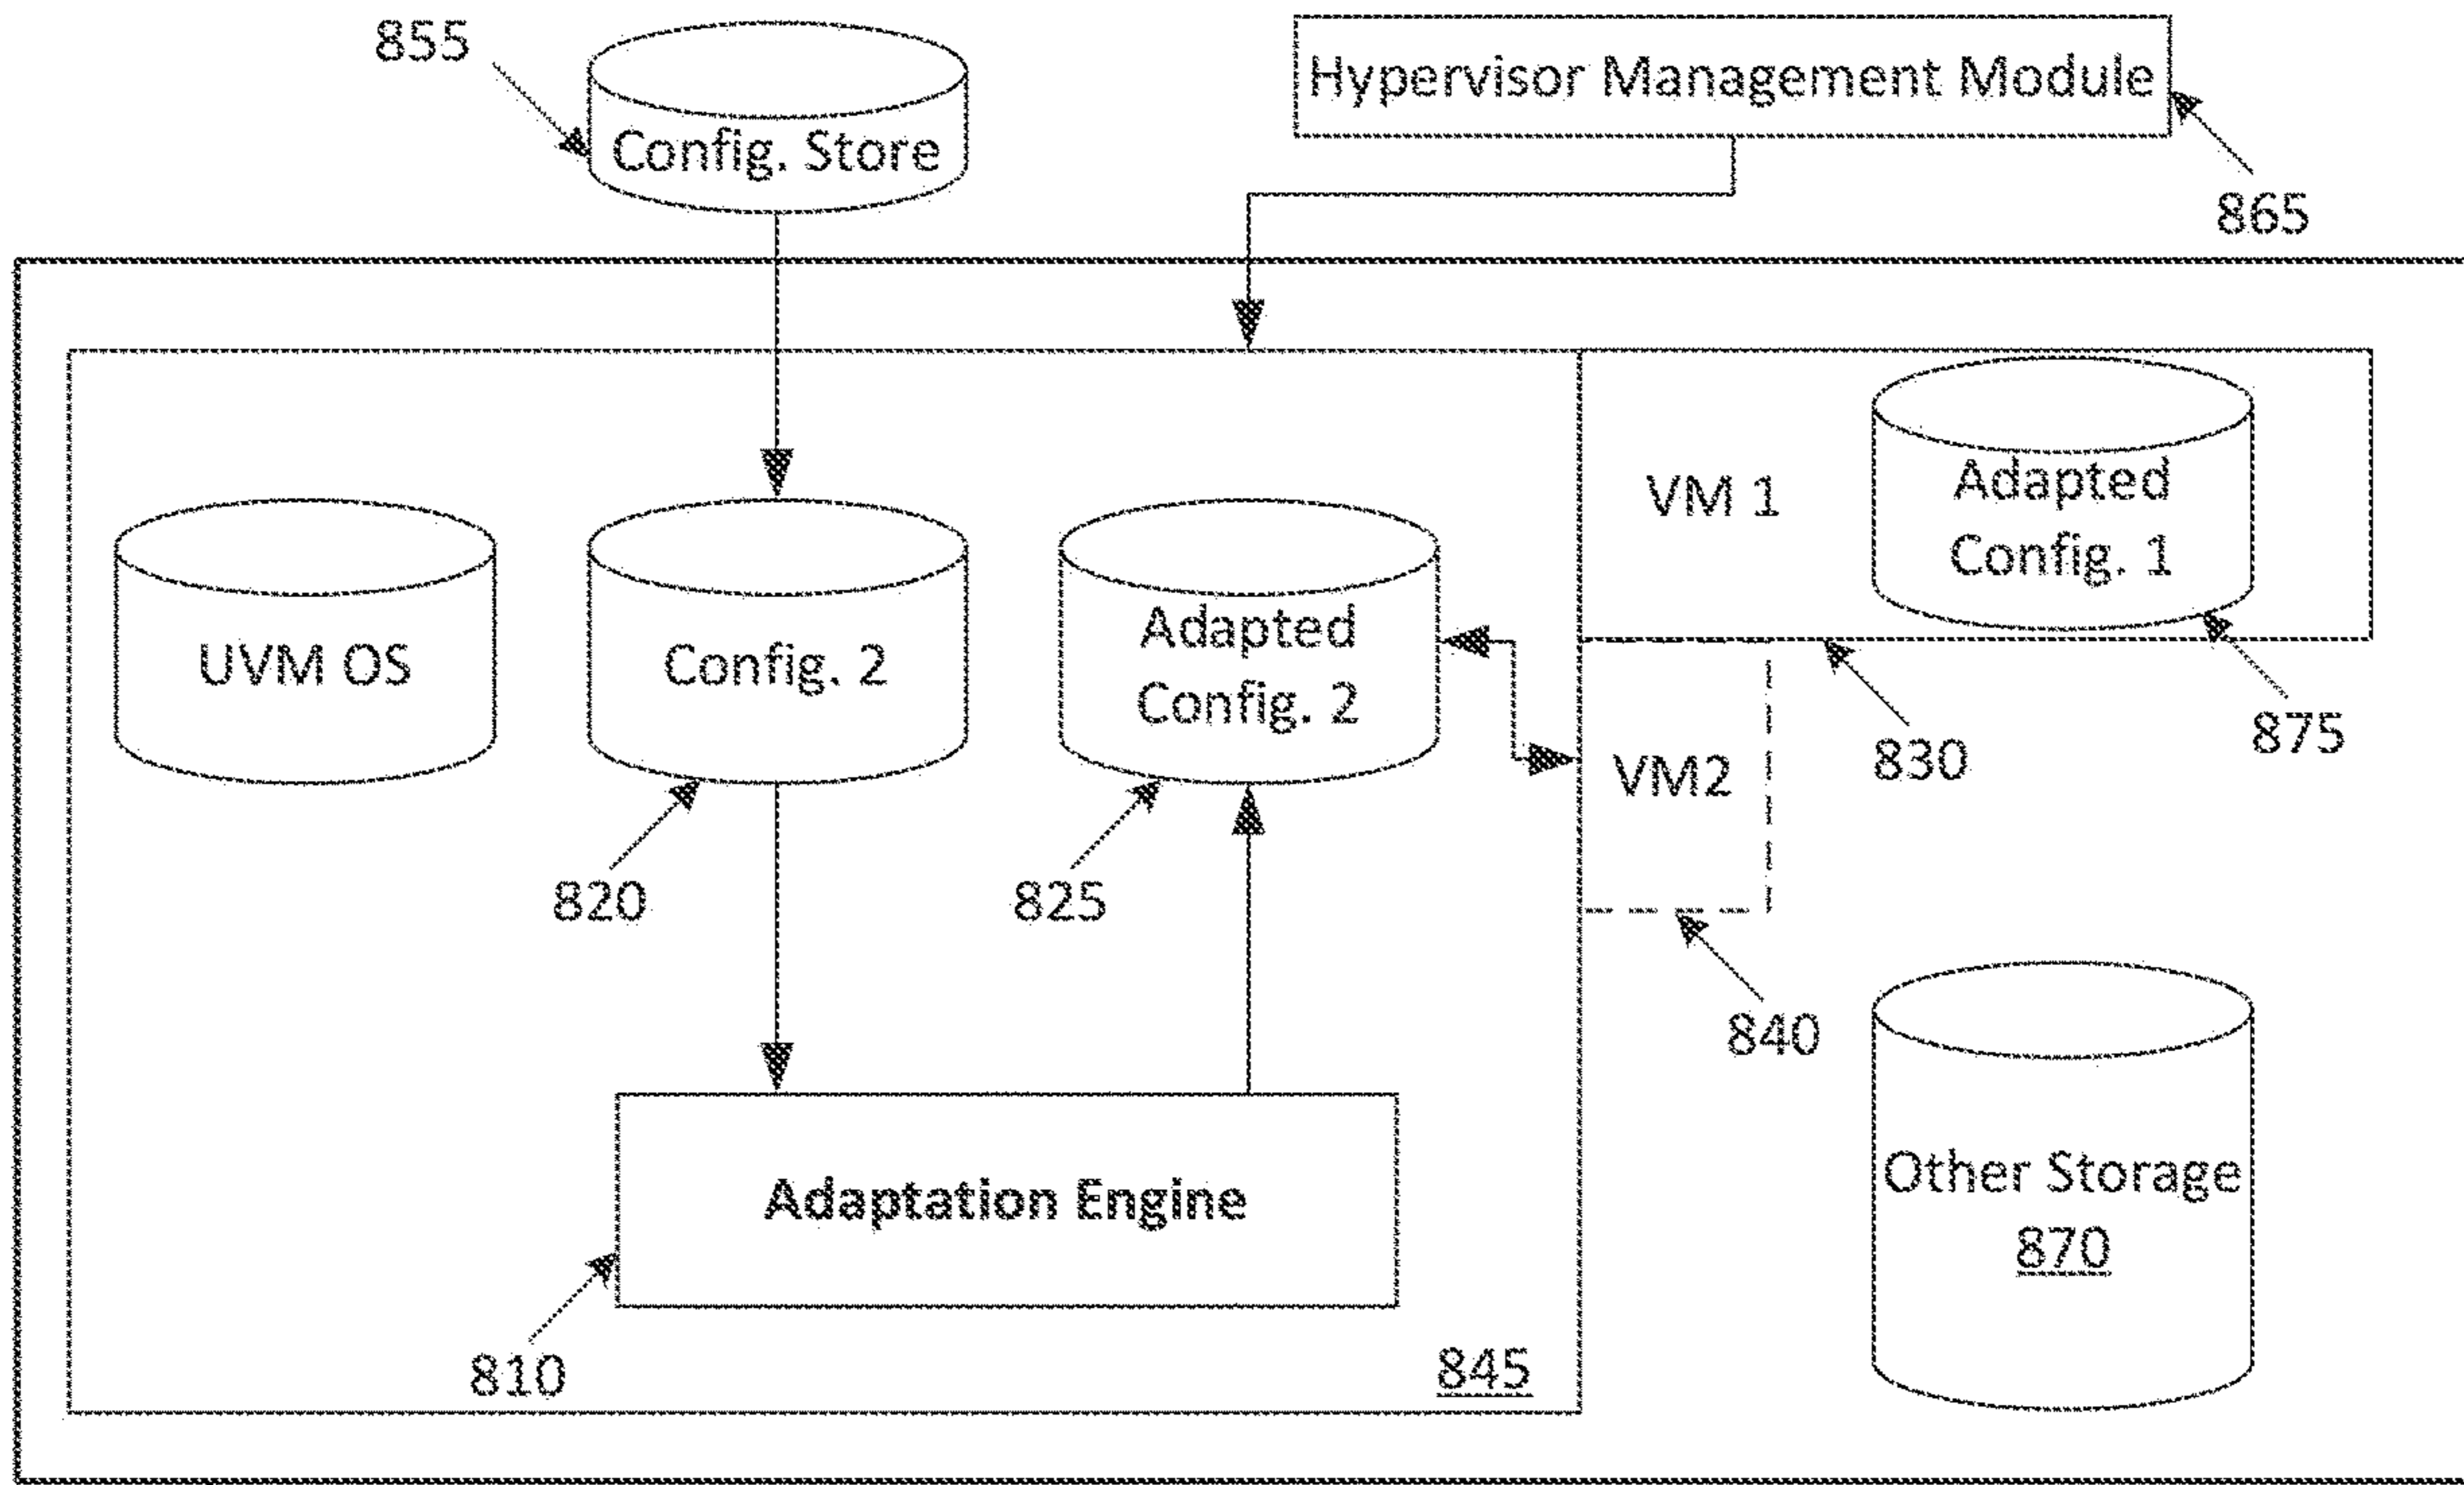 855
Config. Store
Hypervisor Management Module
865
UVM OS
Config. 2
Adapted
Config. 2
VM 1
Adapted
Config. 1
820
825
VM2
830
875
840
Adaptation Engine
810
845
Other Storage
870